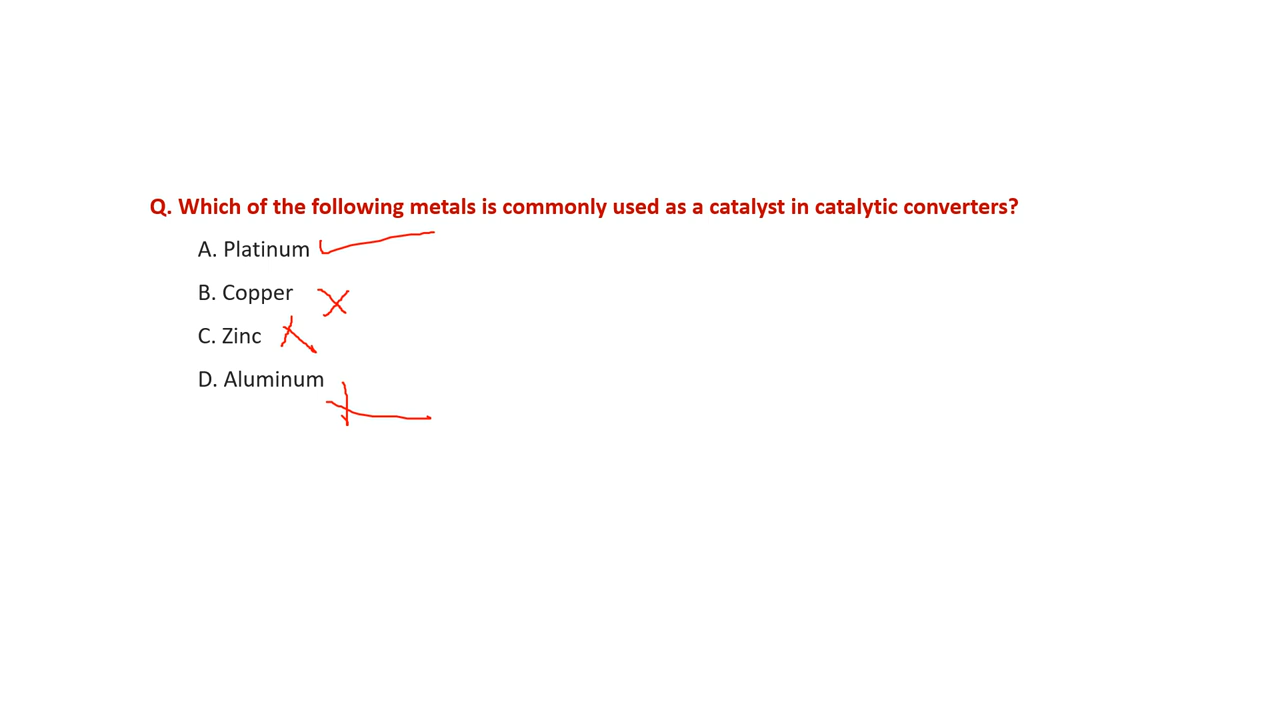 Q. Which of the following metals is commonly used as a catalyst in catalytic converters?
A. Platinum
B. Copper
C. Zinc
D. Aluminum